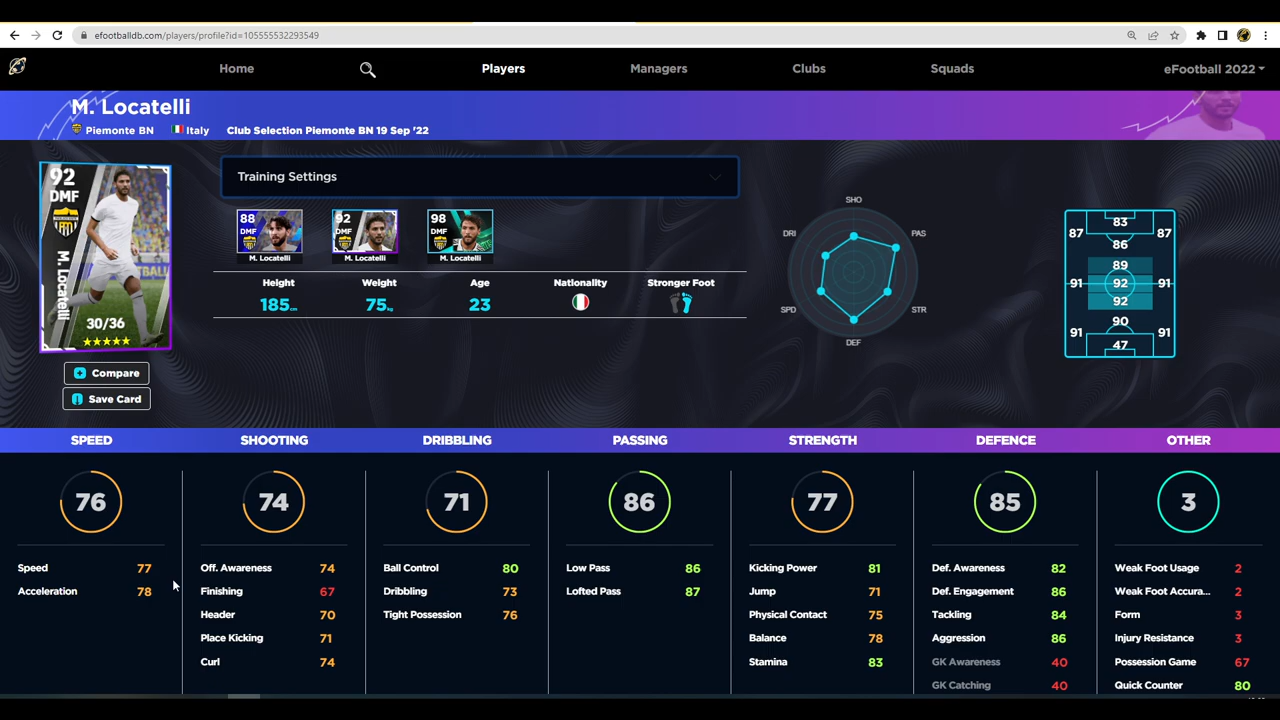 efootballdb.com/players/profile?id=105555532293549
Home Players Managers Clubs Squads eFootball 2022
M. Locatelli
Piemonte BN Italy Club Selection Piemonte BN 19 Sep '22
92
DMF
M. Locatelli
30/36
Compare
Save Card
Training Settings
88 DMF M. Locatelli
92 DMF M. Locatelli
98 DMF M. Locatelli
Height Weight Age Nationality Stronger Foot
185cm 75kg 23
SHO
DRI PAS
SPD STR
DEF
83
87 87
86
89
91 92 91
92
90
91 91
47
SPEED SHOOTING DRIBBLING PASSING STRENGTH DEFENCE OTHER
76 74 71 86 77 85 3
Speed 77
Acceleration 78
Off. Awareness 74
Finishing 67
Header 70
Place Kicking 71
Curl 74
Ball Control 80
Dribbling 73
Tight Possession 76
Low Pass 86
Lofted Pass 87
Kicking Power 81
Jump 71
Physical Contact 75
Balance 78
Stamina 83
Def. Awareness 82
Def. Engagement 86
Tackling 84
Aggression 86
GK Awareness 40
GK Catching 40
Weak Foot Usage 2
Weak Foot Accura... 2
Form 3
Injury Resistance 3
Possession Game 67
Quick Counter 80